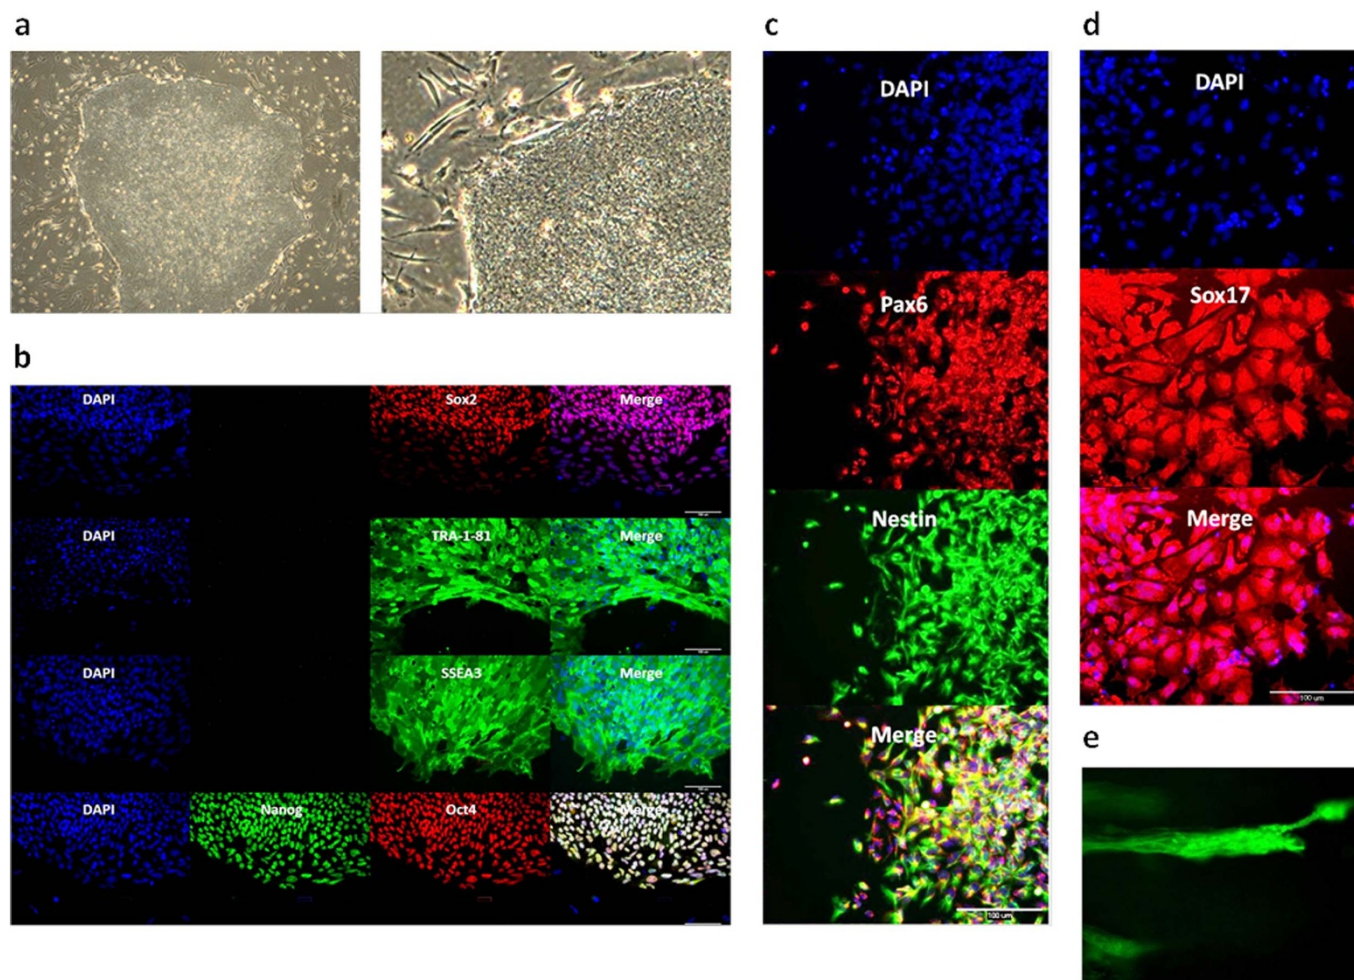 a
c
d
b
e
DAPI
Sox2
Merge
DAPI
TRA-1-81
Merge
DAPI
SSEA3
Merge
DAPI
Nanog
Oct4
Merge
DAPI
Pax6
Nestin
Merge
100 um
DAPI
Sox17
Merge
100 um